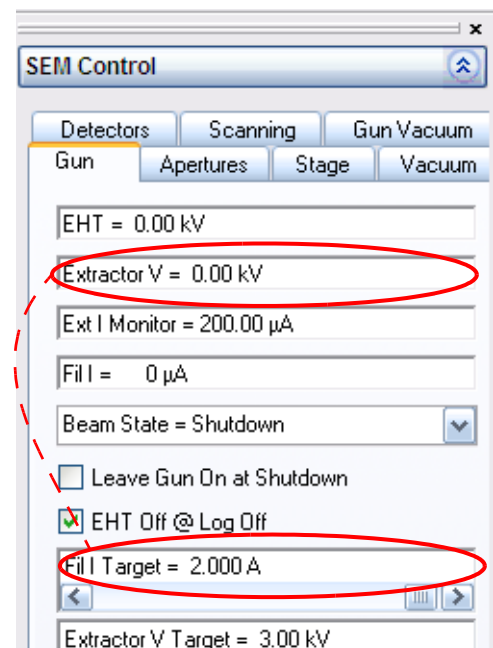 x
SEM Control
Detectors Scanning Gun Vacuum
Gun Apertures Stage Vacuum
EHT = 0.00 kV
Extractor V = 0.00 kV
Ext I Monitor = 200.00 µA
Fil I = 0 µA
Beam State = Shutdown
Leave Gun On at Shutdown
EHT Off @ Log Off
Fil I Target = 2.000 A
Extractor V Target = 3.00 kV